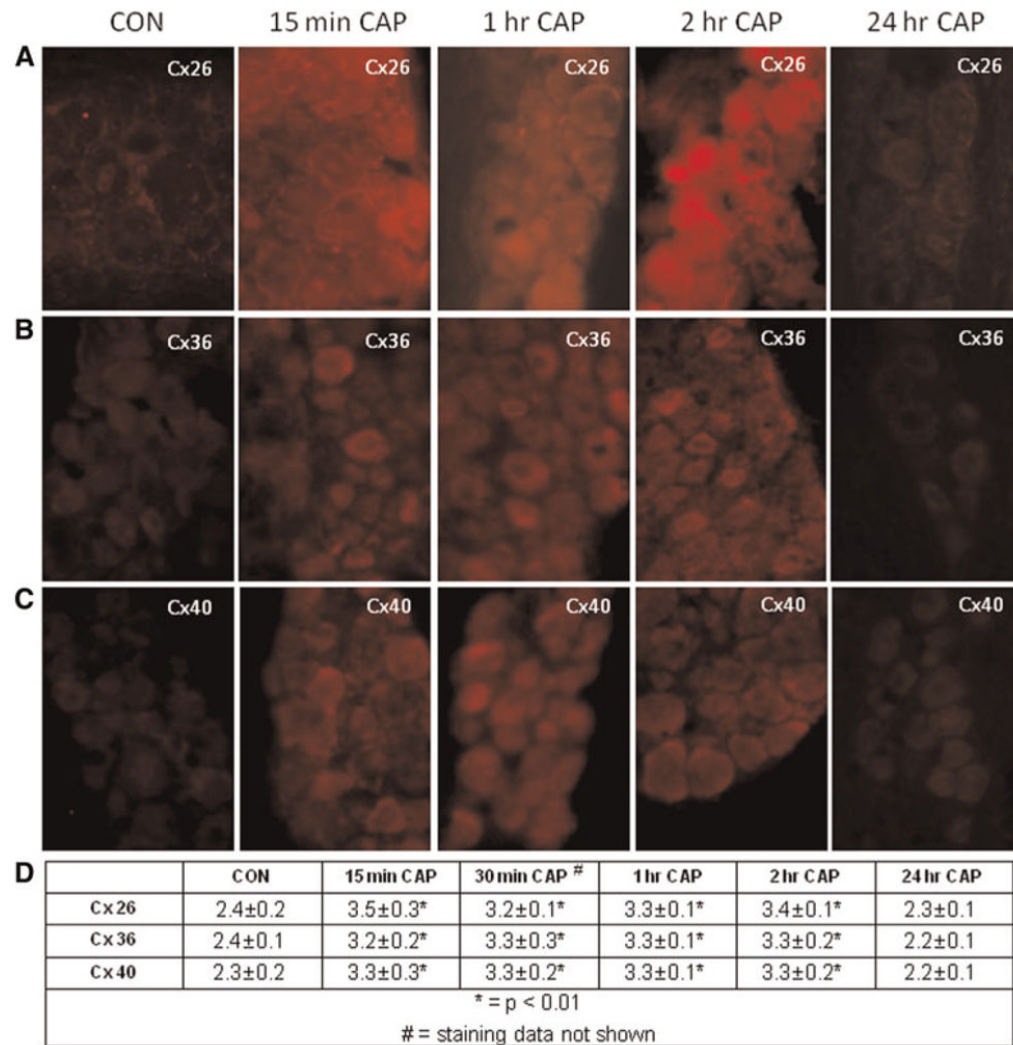 CON 15 min CAP 1 hr CAP 2 hr CAP 24 hr CAP
A Cx26 Cx26 Cx26 Cx26 Cx26
B Cx36 Cx36 Cx36 Cx36 Cx36
C Cx40 Cx40 Cx40 Cx40 Cx40
D CON 15 min CAP 30 min CAP # 1 hr CAP 2 hr CAP 24 hr CAP
Cx26 2.4±0.2 3.5±0.3* 3.2±0.1* 3.3±0.1* 3.4±0.1* 2.3±0.1
Cx36 2.4±0.1 3.2±0.2* 3.3±0.3* 3.3±0.1* 3.3±0.2* 2.2±0.1
Cx40 2.3±0.2 3.3±0.3* 3.3±0.2* 3.3±0.1* 3.3±0.2* 2.2±0.1
* = p < 0.01
# = staining data not shown